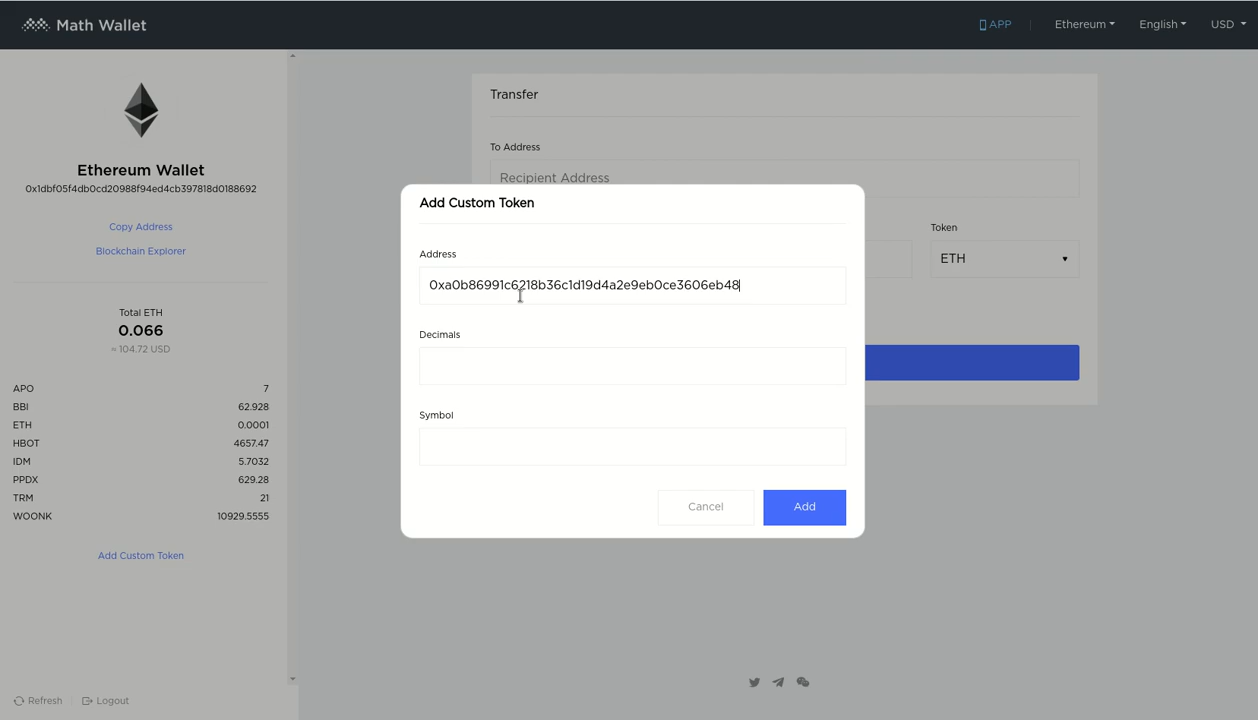 Math Wallet
APP
Ethereum
English
USD
Ethereum Wallet
0x1dbf05f4db0cd20988f94ed4cb397818d0188692
Copy Address
Blockchain Explorer
Total ETH
0.066
≈ 104.72 USD
APO 7
BBI 62.928
ETH 0.0001
HBOT 4657.47
IDM 5.7032
PPDX 629.28
TRM 21
WOONK 10929.5555
Add Custom Token
Refresh
Logout
Transfer
To Address
Recipient Address
Token
ETH
Add Custom Token
Address
0xa0b86991c6218b36c1d19d4a2e9eb0ce3606eb48
Decimals
Symbol
Cancel
Add